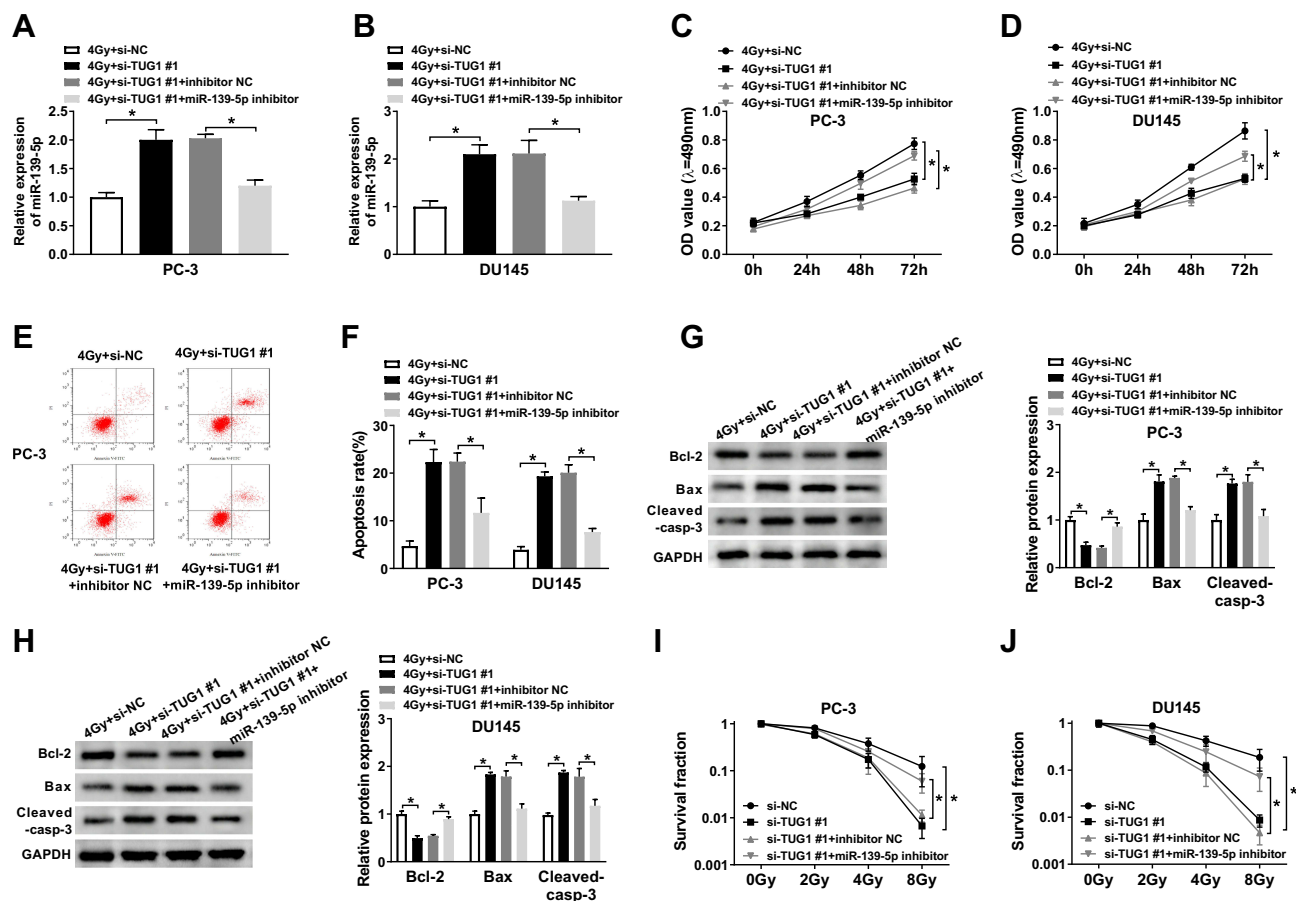 A
4Gy+si-NC
4Gy+si-TUG1 #1
4Gy+si-TUG1 #1+inhibitor NC
4Gy+si-TUG1 #1+miR-139-5p inhibitor
Relative expression
of miR-139-5p
2.5
2.0
1.5
1.0
0.5
0.0
*
*
PC-3
B
4Gy+si-NC
4Gy+si-TUG1 #1
4Gy+si-TUG1 #1+inhibitor NC
4Gy+si-TUG1 #1+miR-139-5p inhibitor
Relative expression
of miR-139-5p
3
2
1
0
*
*
DU145
C
4Gy+si-NC
4Gy+si-TUG1 #1
4Gy+si-TUG1 #1+inhibitor NC
4Gy+si-TUG1 #1+miR-139-5p inhibitor
PC-3
OD value (λ=490nm)
1.0
0.8
0.6
0.4
0.2
0.0
*
*
0h 24h 48h 72h
D
4Gy+si-NC
4Gy+si-TUG1 #1
4Gy+si-TUG1 #1+inhibitor NC
4Gy+si-TUG1 #1+miR-139-5p inhibitor
DU145
OD value (λ=490nm)
1.0
0.8
0.6
0.4
0.2
0.0
*
*
0h 24h 48h 72h
E
4Gy+si-NC 4Gy+si-TUG1 #1
PC-3
Annexin V-FITC Annexin V-FITC
Annexin V-FITC Annexin V-FITC
4Gy+si-TUG1 #1 4Gy+si-TUG1 #1
+inhibitor NC +miR-139-5p inhibitor
F
4Gy+si-NC
4Gy+si-TUG1 #1
4Gy+si-TUG1 #1+inhibitor NC
4Gy+si-TUG1 #1+miR-139-5p inhibitor
Apoptosis rate(%)
30
20
10
0
* * * *
PC-3 DU145
G
4Gy+si-NC
4Gy+si-TUG1 #1
4Gy+si-TUG1 #1+inhibitor NC
4Gy+si-TUG1 #1+
miR-139-5p inhibitor
Bcl-2
Bax
Cleaved
-casp-3
GAPDH
4Gy+si-NC
4Gy+si-TUG1 #1
4Gy+si-TUG1 #1+inhibitor NC
4Gy+si-TUG1 #1+miR-139-5p inhibitor
PC-3
Relative protein expression
3
2
1
0
* * * * * *
Bcl-2 Bax Cleaved-
casp-3
H
4Gy+si-NC
4Gy+si-TUG1 #1
4Gy+si-TUG1 #1+inhibitor NC
4Gy+si-TUG1 #1+
miR-139-5p inhibitor
Bcl-2
Bax
Cleaved
-casp-3
GAPDH
4Gy+si-NC
4Gy+si-TUG1 #1
4Gy+si-TUG1 #1+inhibitor NC
4Gy+si-TUG1 #1+miR-139-5p inhibitor
DU145
Relative protein expression
3
2
1
0
* * * * * *
Bcl-2 Bax Cleaved-
casp-3
I
PC-3
Survival fraction
1
0.1
0.01
0.001
si-NC
si-TUG1 #1
si-TUG1 #1+inhibitor NC
si-TUG1 #1+miR-139-5p inhibitor
*
*
0Gy 2Gy 4Gy 8Gy
J
DU145
Survival fraction
1
0.1
0.01
0.001
si-NC
si-TUG1 #1
si-TUG1 #1+inhibitor NC
si-TUG1 #1+miR-139-5p inhibitor
*
*
0Gy 2Gy 4Gy 8Gy